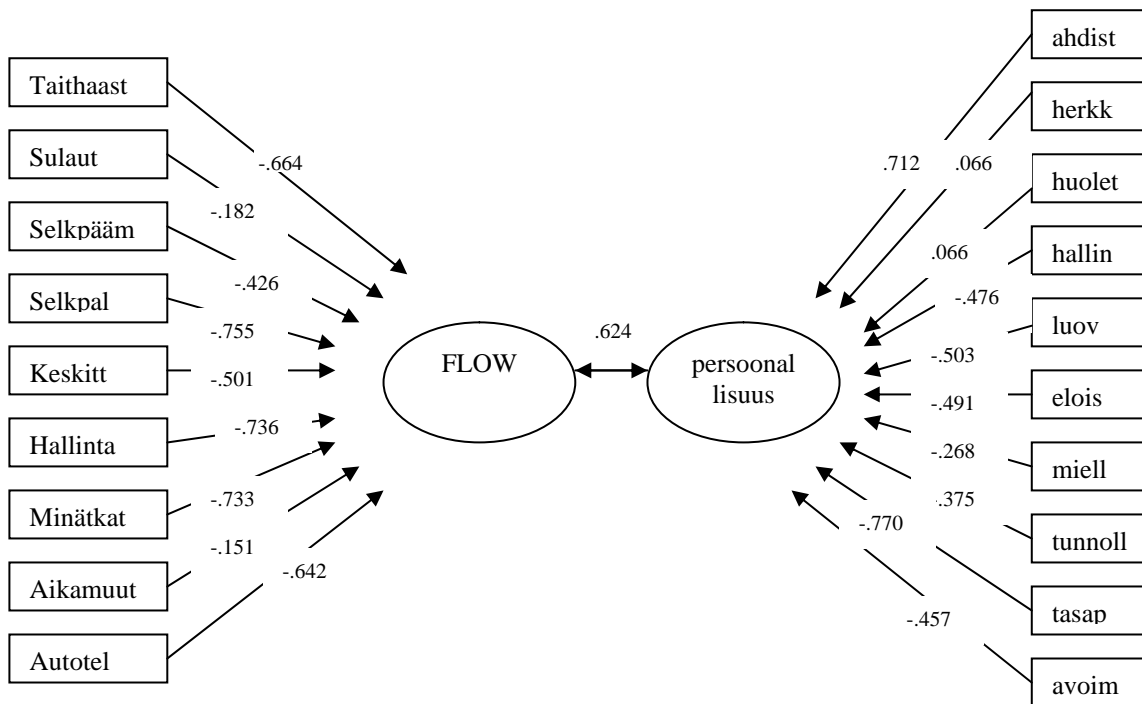 Taithaast
Sulaut
Selkpääm
Selkpal
Keskitt
Hallinta
Minätkat
Aikamuut
Autotel
-.664
-.182
-.426
-.755
-.501
-.736
-.733
-.151
-.642
FLOW
.624
persoonal
lisuus
.712
.066
.066
-.476
-.503
-.491
-.268
-.375
-.770
-.457
ahdist
herkk
huolet
hallin
luov
elois
miell
tunnoll
tasap
avoim